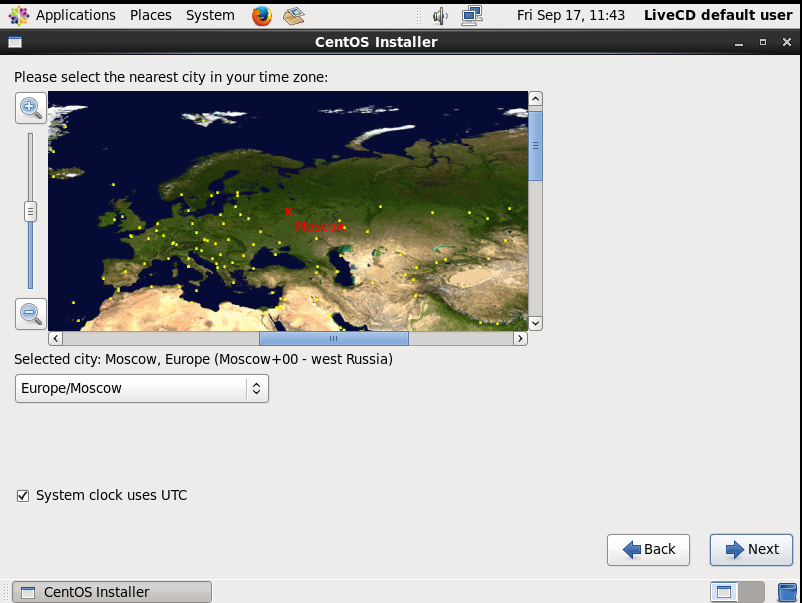 Applications Places System Fri Sep 17, 11:43 LiveCD default user
CentOS Installer
Please select the nearest city in your time zone:
Moscow
Selected city: Moscow, Europe (Moscow+00 - west Russia)
Europe/Moscow
System clock uses UTC
Back Next
CentOS Installer